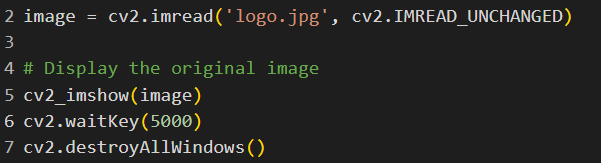 2 image = cv2.imread('logo.jpg', cv2.IMREAD_UNCHANGED)
3
4 # Display the original image
5 cv2_imshow(image)
6 cv2.waitKey(5000)
7 cv2.destroyAllWindows()